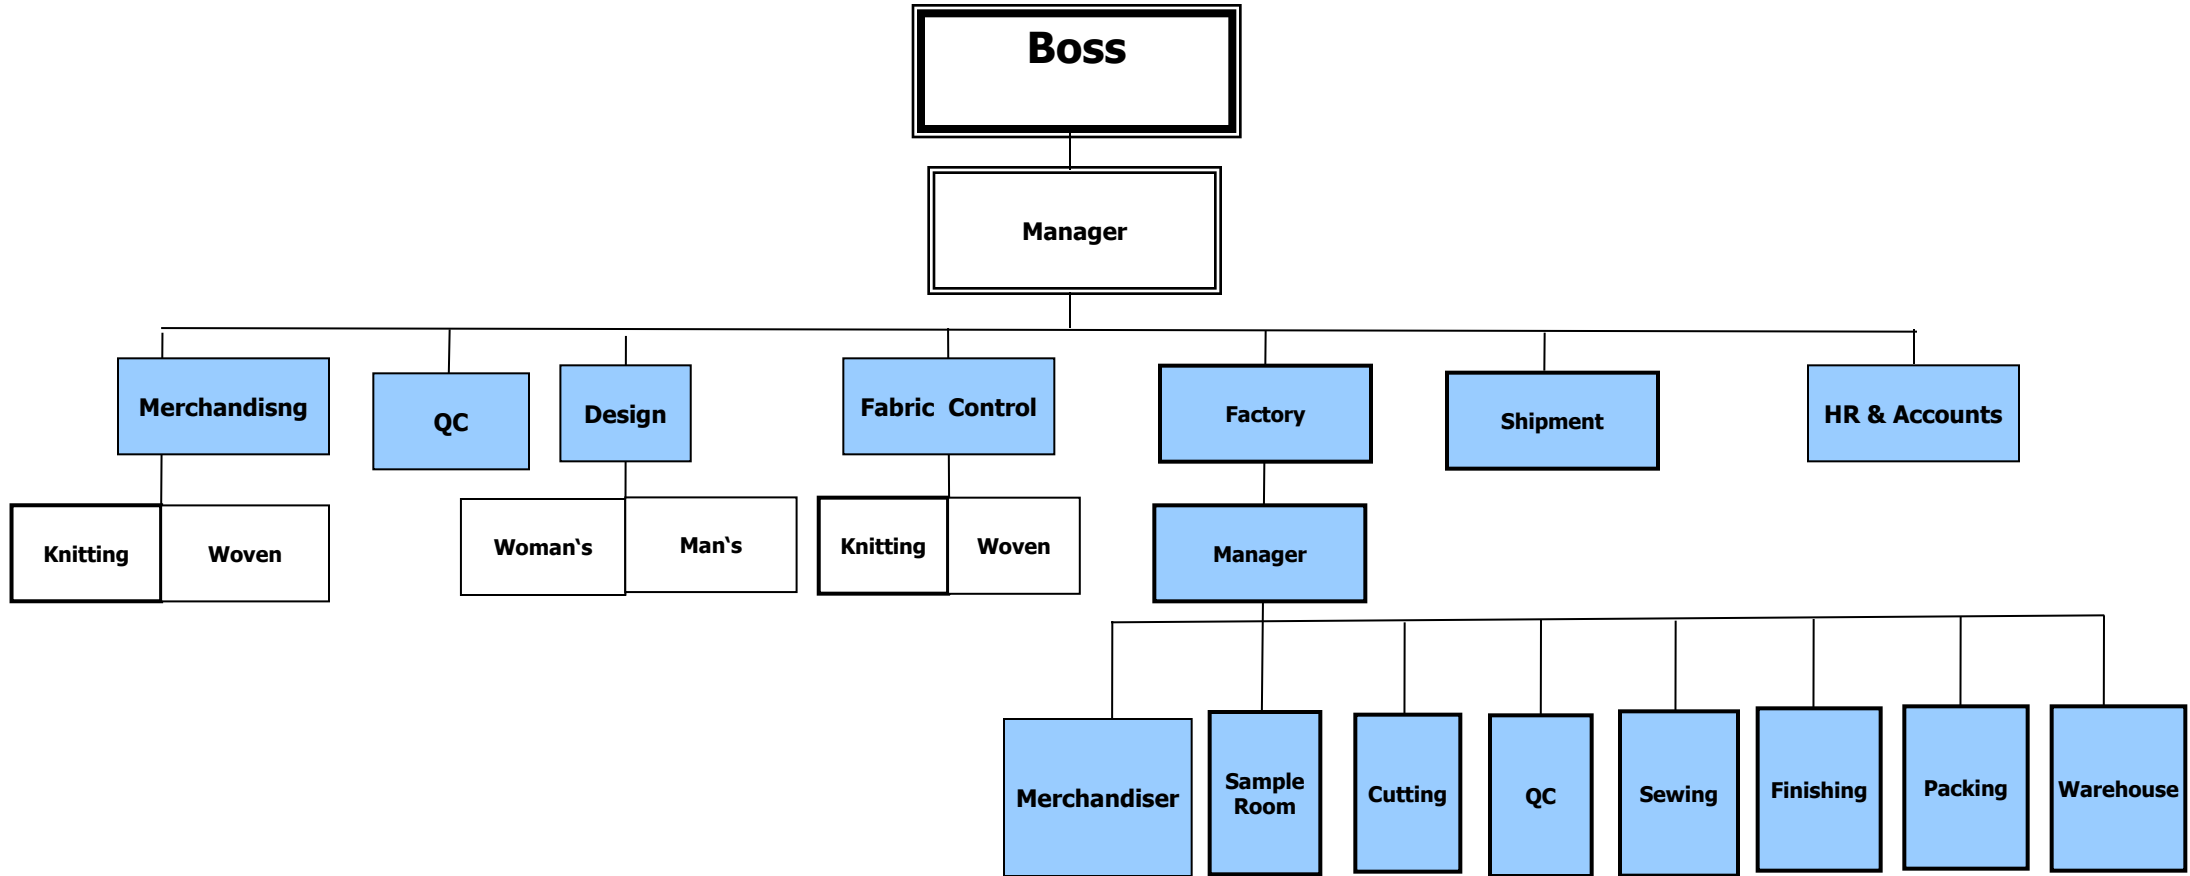 Boss
Manager
Merchandisng
QC
Design
Fabric Control
Factory
Shipment
HR & Accounts
Knitting
Woven
Woman‘s
Man‘s
Knitting
Woven
Manager
Merchandiser
Sample
Room
Cutting
QC
Sewing
Finishing
Packing
Warehouse